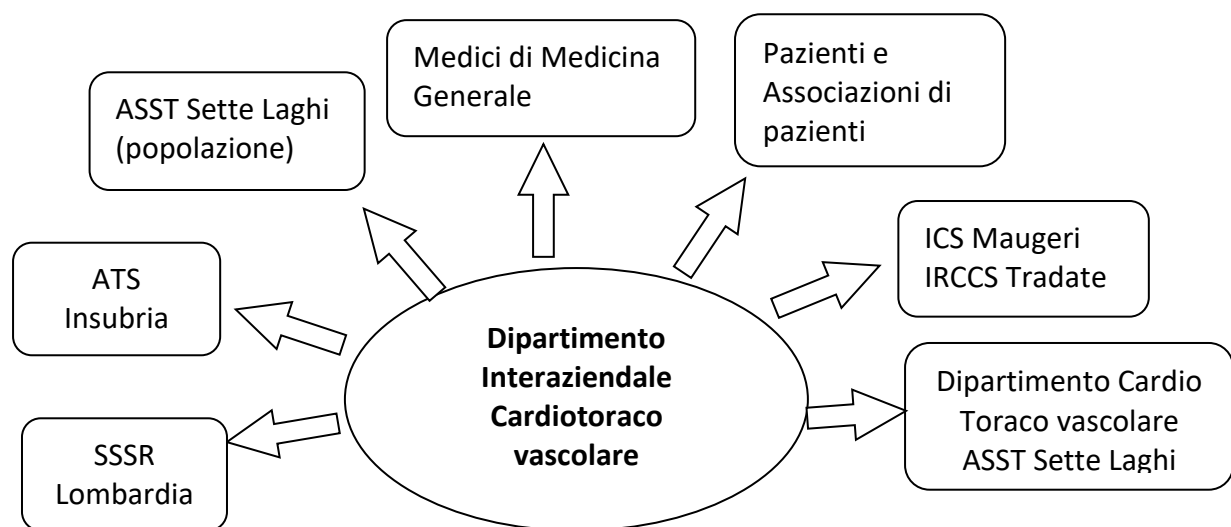 Medici di Medicina
Generale
Pazienti e
Associazioni di
pazienti
ASST Sette Laghi
(popolazione)
ICS Maugeri
IRCCS Tradate
ATS
Insubria
Dipartimento
Interaziendale
Cardiotoraco
vascolare
Dipartimento Cardio
Toraco vascolare
ASST Sette Laghi
SSSR
Lombardia